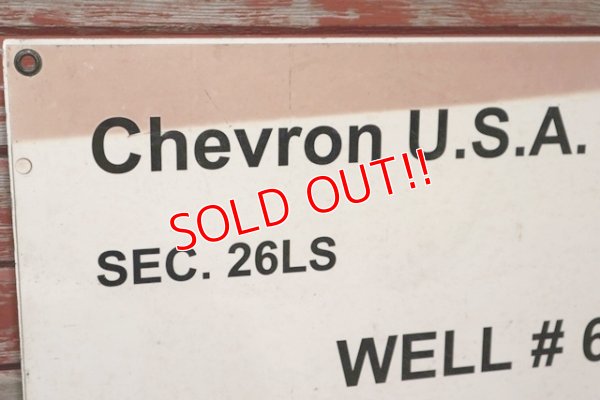 Chevron U.S.A.
SOLD OUT!!
SEC. 26LS
WELL # 6